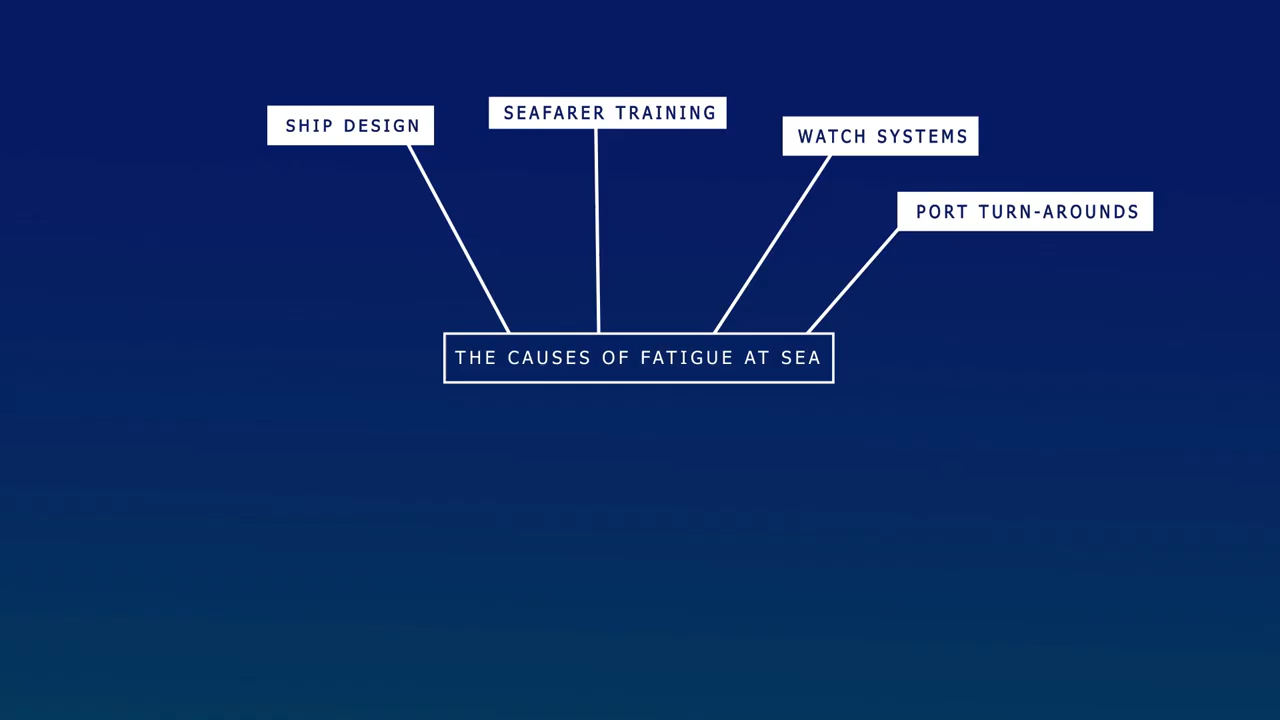 SHIP DESIGN
SEAFARER TRAINING
WATCH SYSTEMS
PORT TURN-AROUNDS
THE CAUSES OF FATIGUE AT SEA